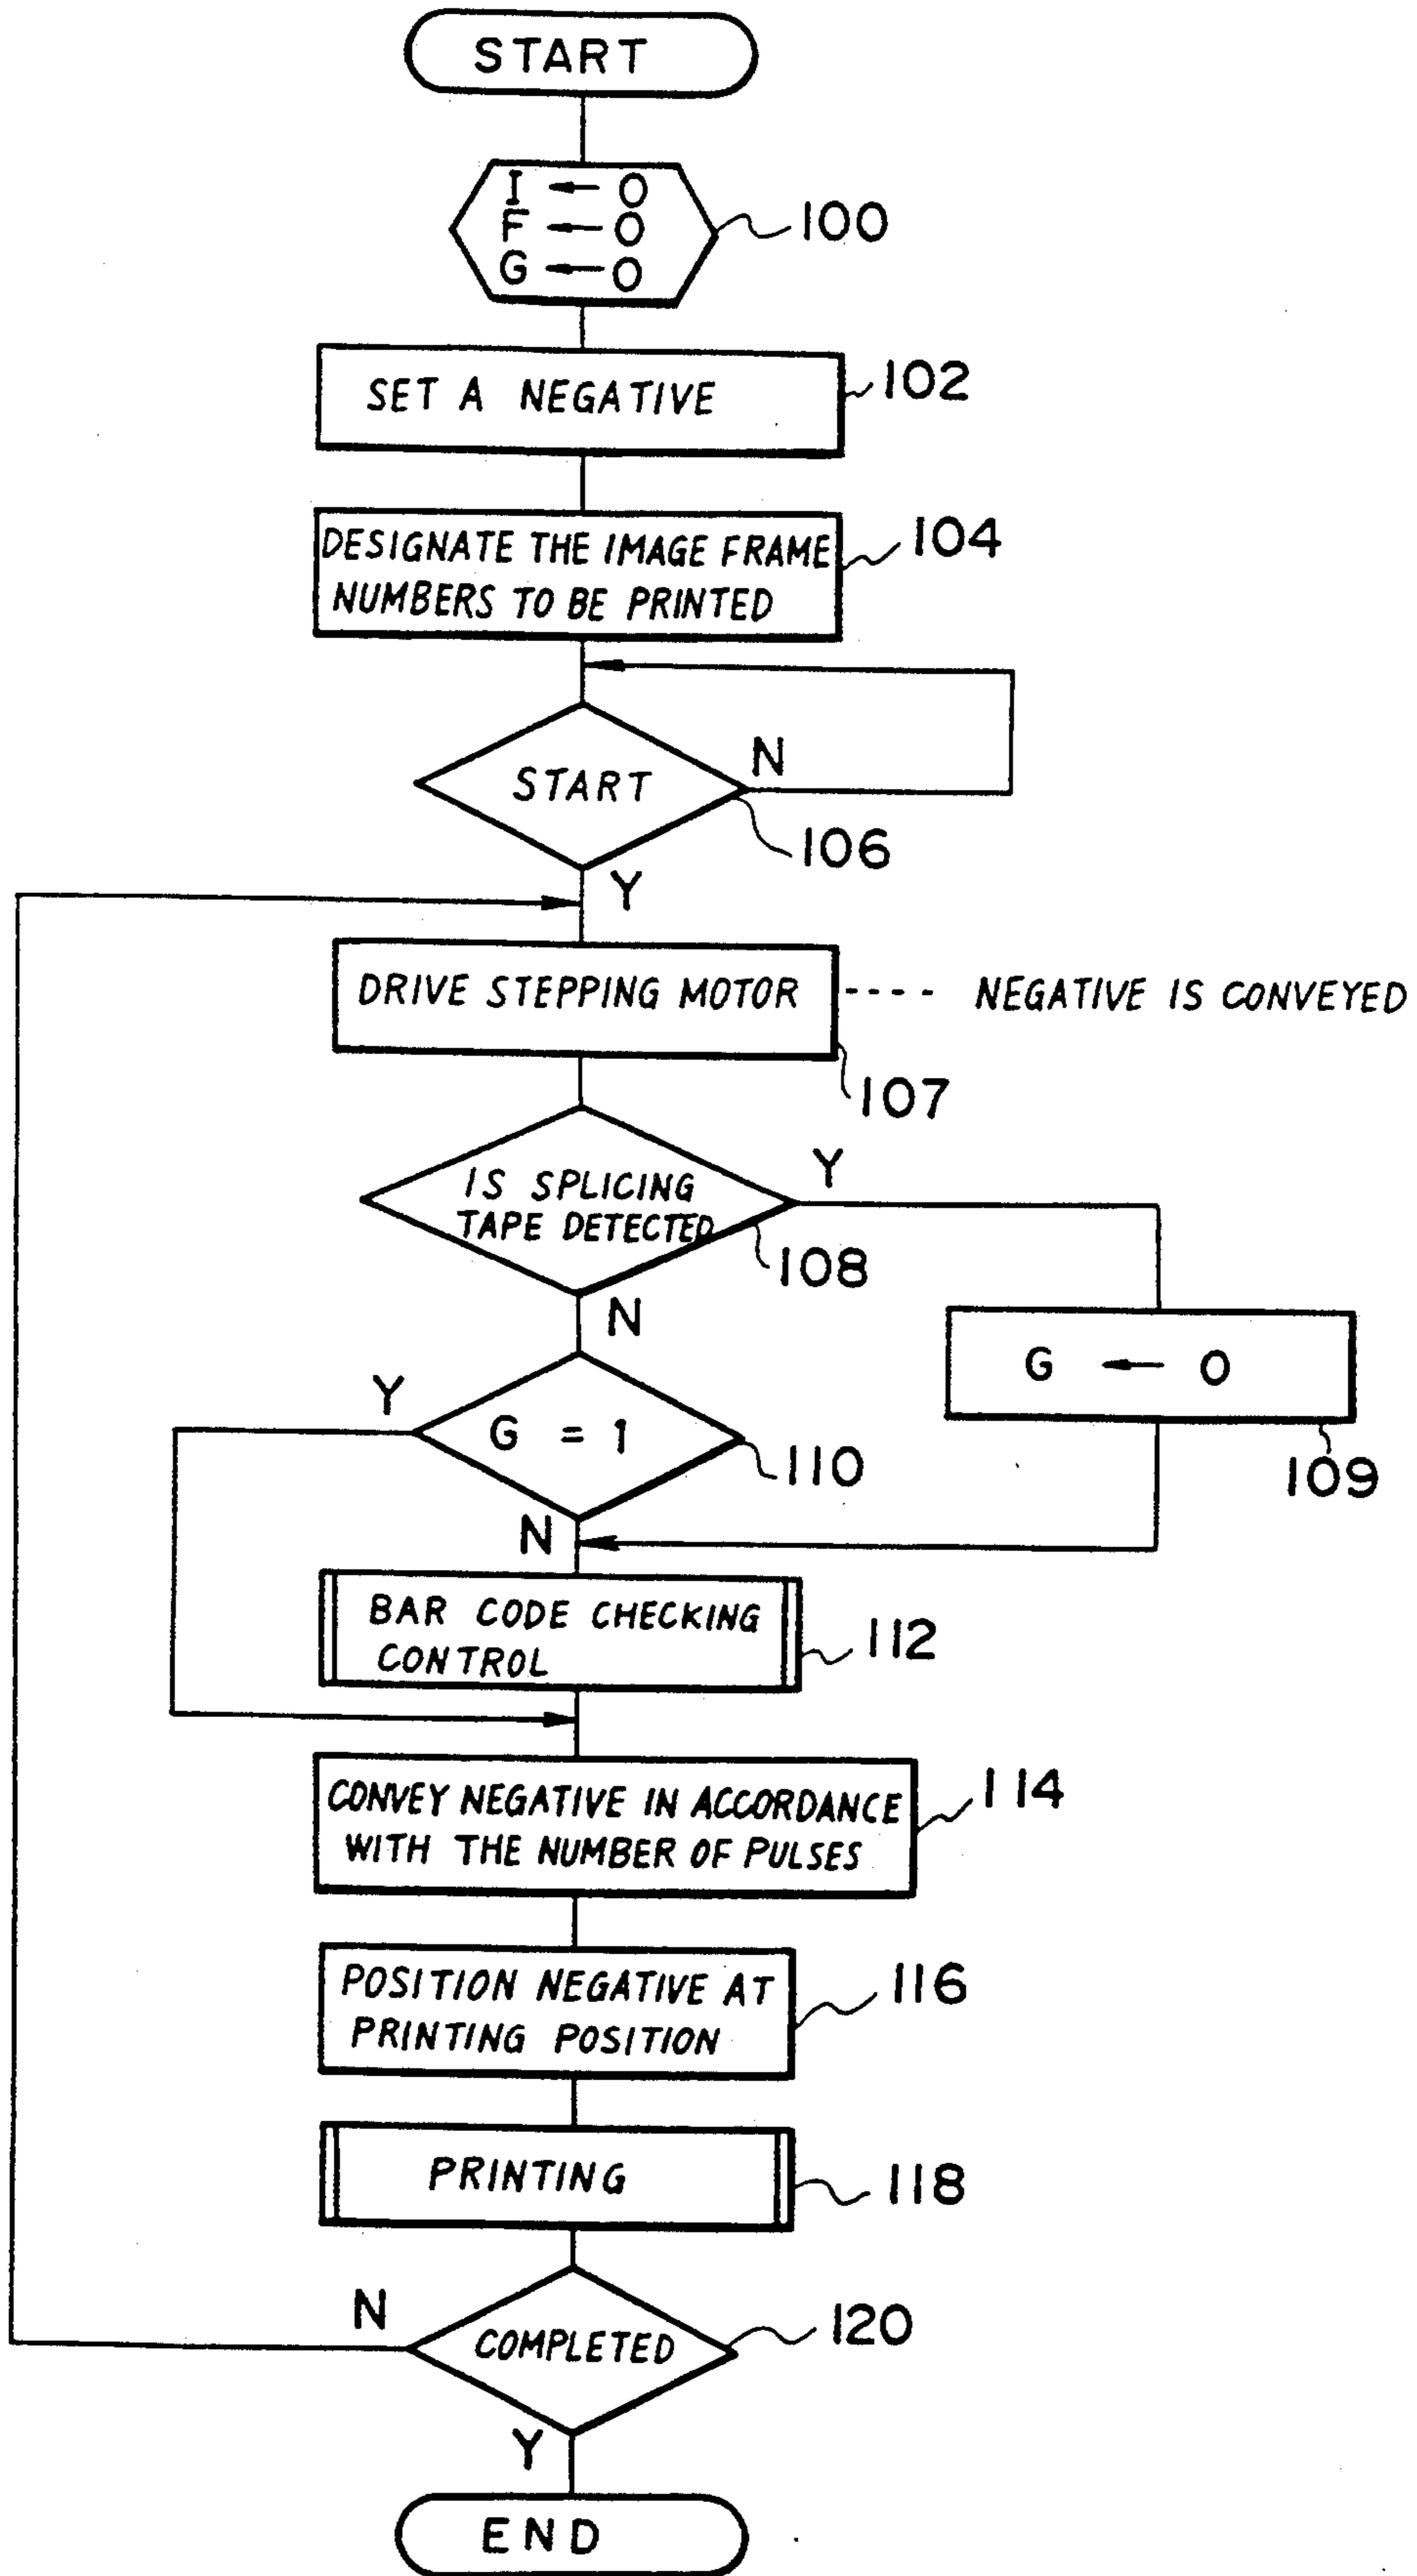 START
I ← 0
F ← 0
G ← 0
100
SET A NEGATIVE
102
DESIGNATE THE IMAGE FRAME
NUMBERS TO BE PRINTED
104
START
N
106
Y
DRIVE STEPPING MOTOR
---- NEGATIVE IS CONVEYED
107
IS SPLICING
TAPE DETECTED
Y
108
N
G ← 0
109
Y
G = 1
110
N
BAR CODE CHECKING
CONTROL
112
CONVEY NEGATIVE IN ACCORDANCE
WITH THE NUMBER OF PULSES
114
POSITION NEGATIVE AT
PRINTING POSITION
116
PRINTING
118
N
COMPLETED
120
Y
END